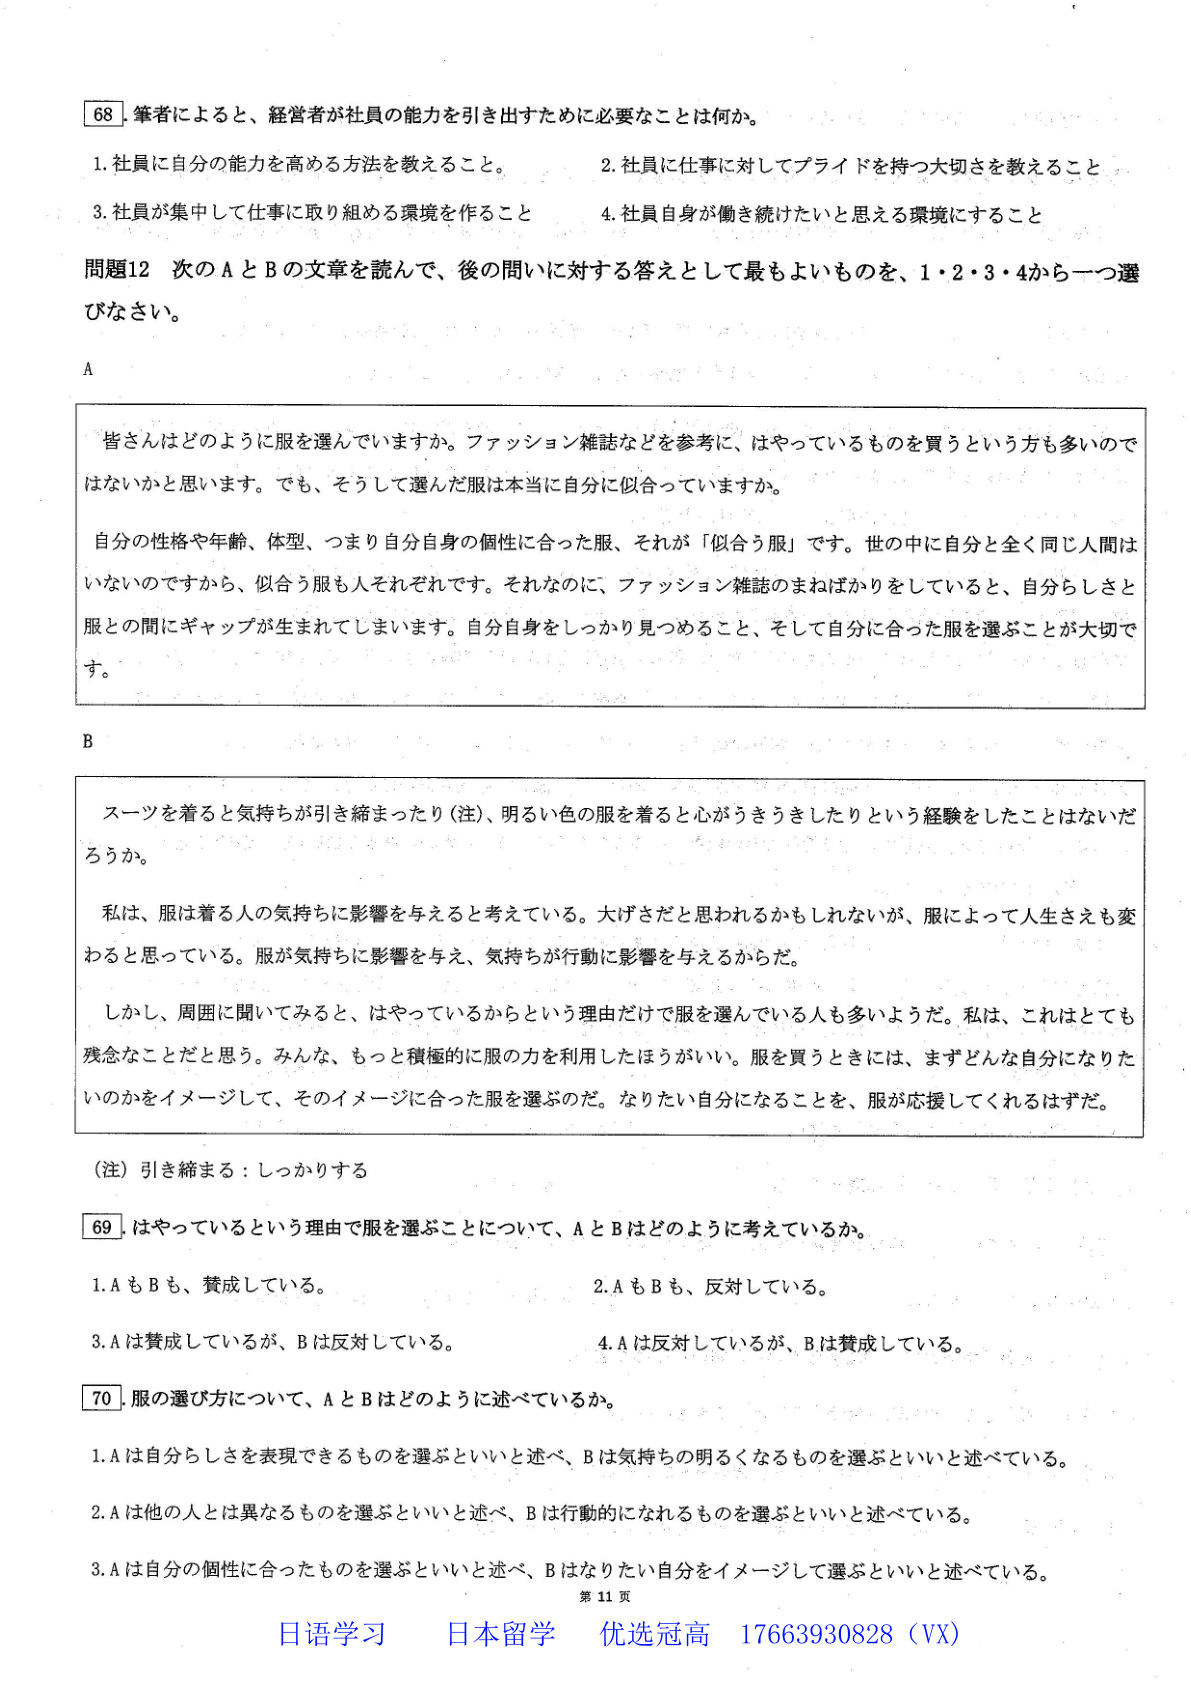 68.筆者によると、経営者が社員の能力を引き出すために必要なことは何か。
1.社員に自分の能力を高める方法を教えること。 2.社員に仕事に対してプライドを持つ大切さを教えること
3.社員が集中して仕事に取り組める環境を作ること 4.社員自身が働き続けたいと思える環境にすること
問題12 次のAとBの文章を読んで、後の問いに対する答えとして最もよいものを、1・2・3・4から一つ選
びなさい。
A
皆さんはどのように服を選んでいますか。ファッション雑誌などを参考に、はやっているものを買うという方も多いので
はないかと思います。でも、そうして選んだ服は本当に自分に似合っていますか。
自分の性格や年齢、体型、つまり自分自身の個性に合った服、それが「似合う服」です。世の中に自分と全く同じ人間は
いないのですから、似合う服も人それぞれです。それなのに、ファッション雑誌のまねばかりをしていると、自分らしさと
服との間にギャップが生まれてしまいます。自分自身をしっかり見つめること、そして自分に合った服を選ぶことが大切で
す。
B
スーツを着ると気持ちが引き締まったり(注)、明るい色の服を着ると心がうきうきしたりという経験をしたことはないだ
ろうか。
私は、服は着る人の気持ちに影響を与えると考えている。大げさだと思われるかもしれないが、服によって人生さえも変
わると思っている。服が気持ちに影響を与え、気持ちが行動に影響を与えるからだ。
しかし、周囲に聞いてみると、はやっているからという理由だけで服を選んでいる人も多いようだ。私は、これはとても
残念なことだと思う。みんな、もっと積極的に服の力を利用したほうがいい。服を買うときには、まずどんな自分になりた
いのかをイメージして、そのイメージに合った服を選ぶのだ。なりたい自分になることを、服が応援してくれるはずだ。
(注)引き締まる:しっかりする
69.はやっているという理由で服を選ぶことについて、AとBはどのように考えているか。
1.AもBも、賛成している。 2.AもBも、反対している。
3.Aは賛成しているが、Bは反対している。 4.Aは反対しているが、Bは賛成している。
70.服の選び方について、AとBはどのように述べているか。
1.Aは自分らしさを表現できるものを選ぶといいと述べ、Bは気持ちの明るくなるものを選ぶといいと述べている。
2.Aは他の人とは異なるものを選ぶといいと述べ、Bは行動的になれるものを選ぶといいと述べている。
3.Aは自分の個性に合ったものを選ぶといいと述べ、Bはなりたい自分をイメージして選ぶといいと述べている。
第 11 页
日语学习 日本留学 优选冠高 17663930828（VX)